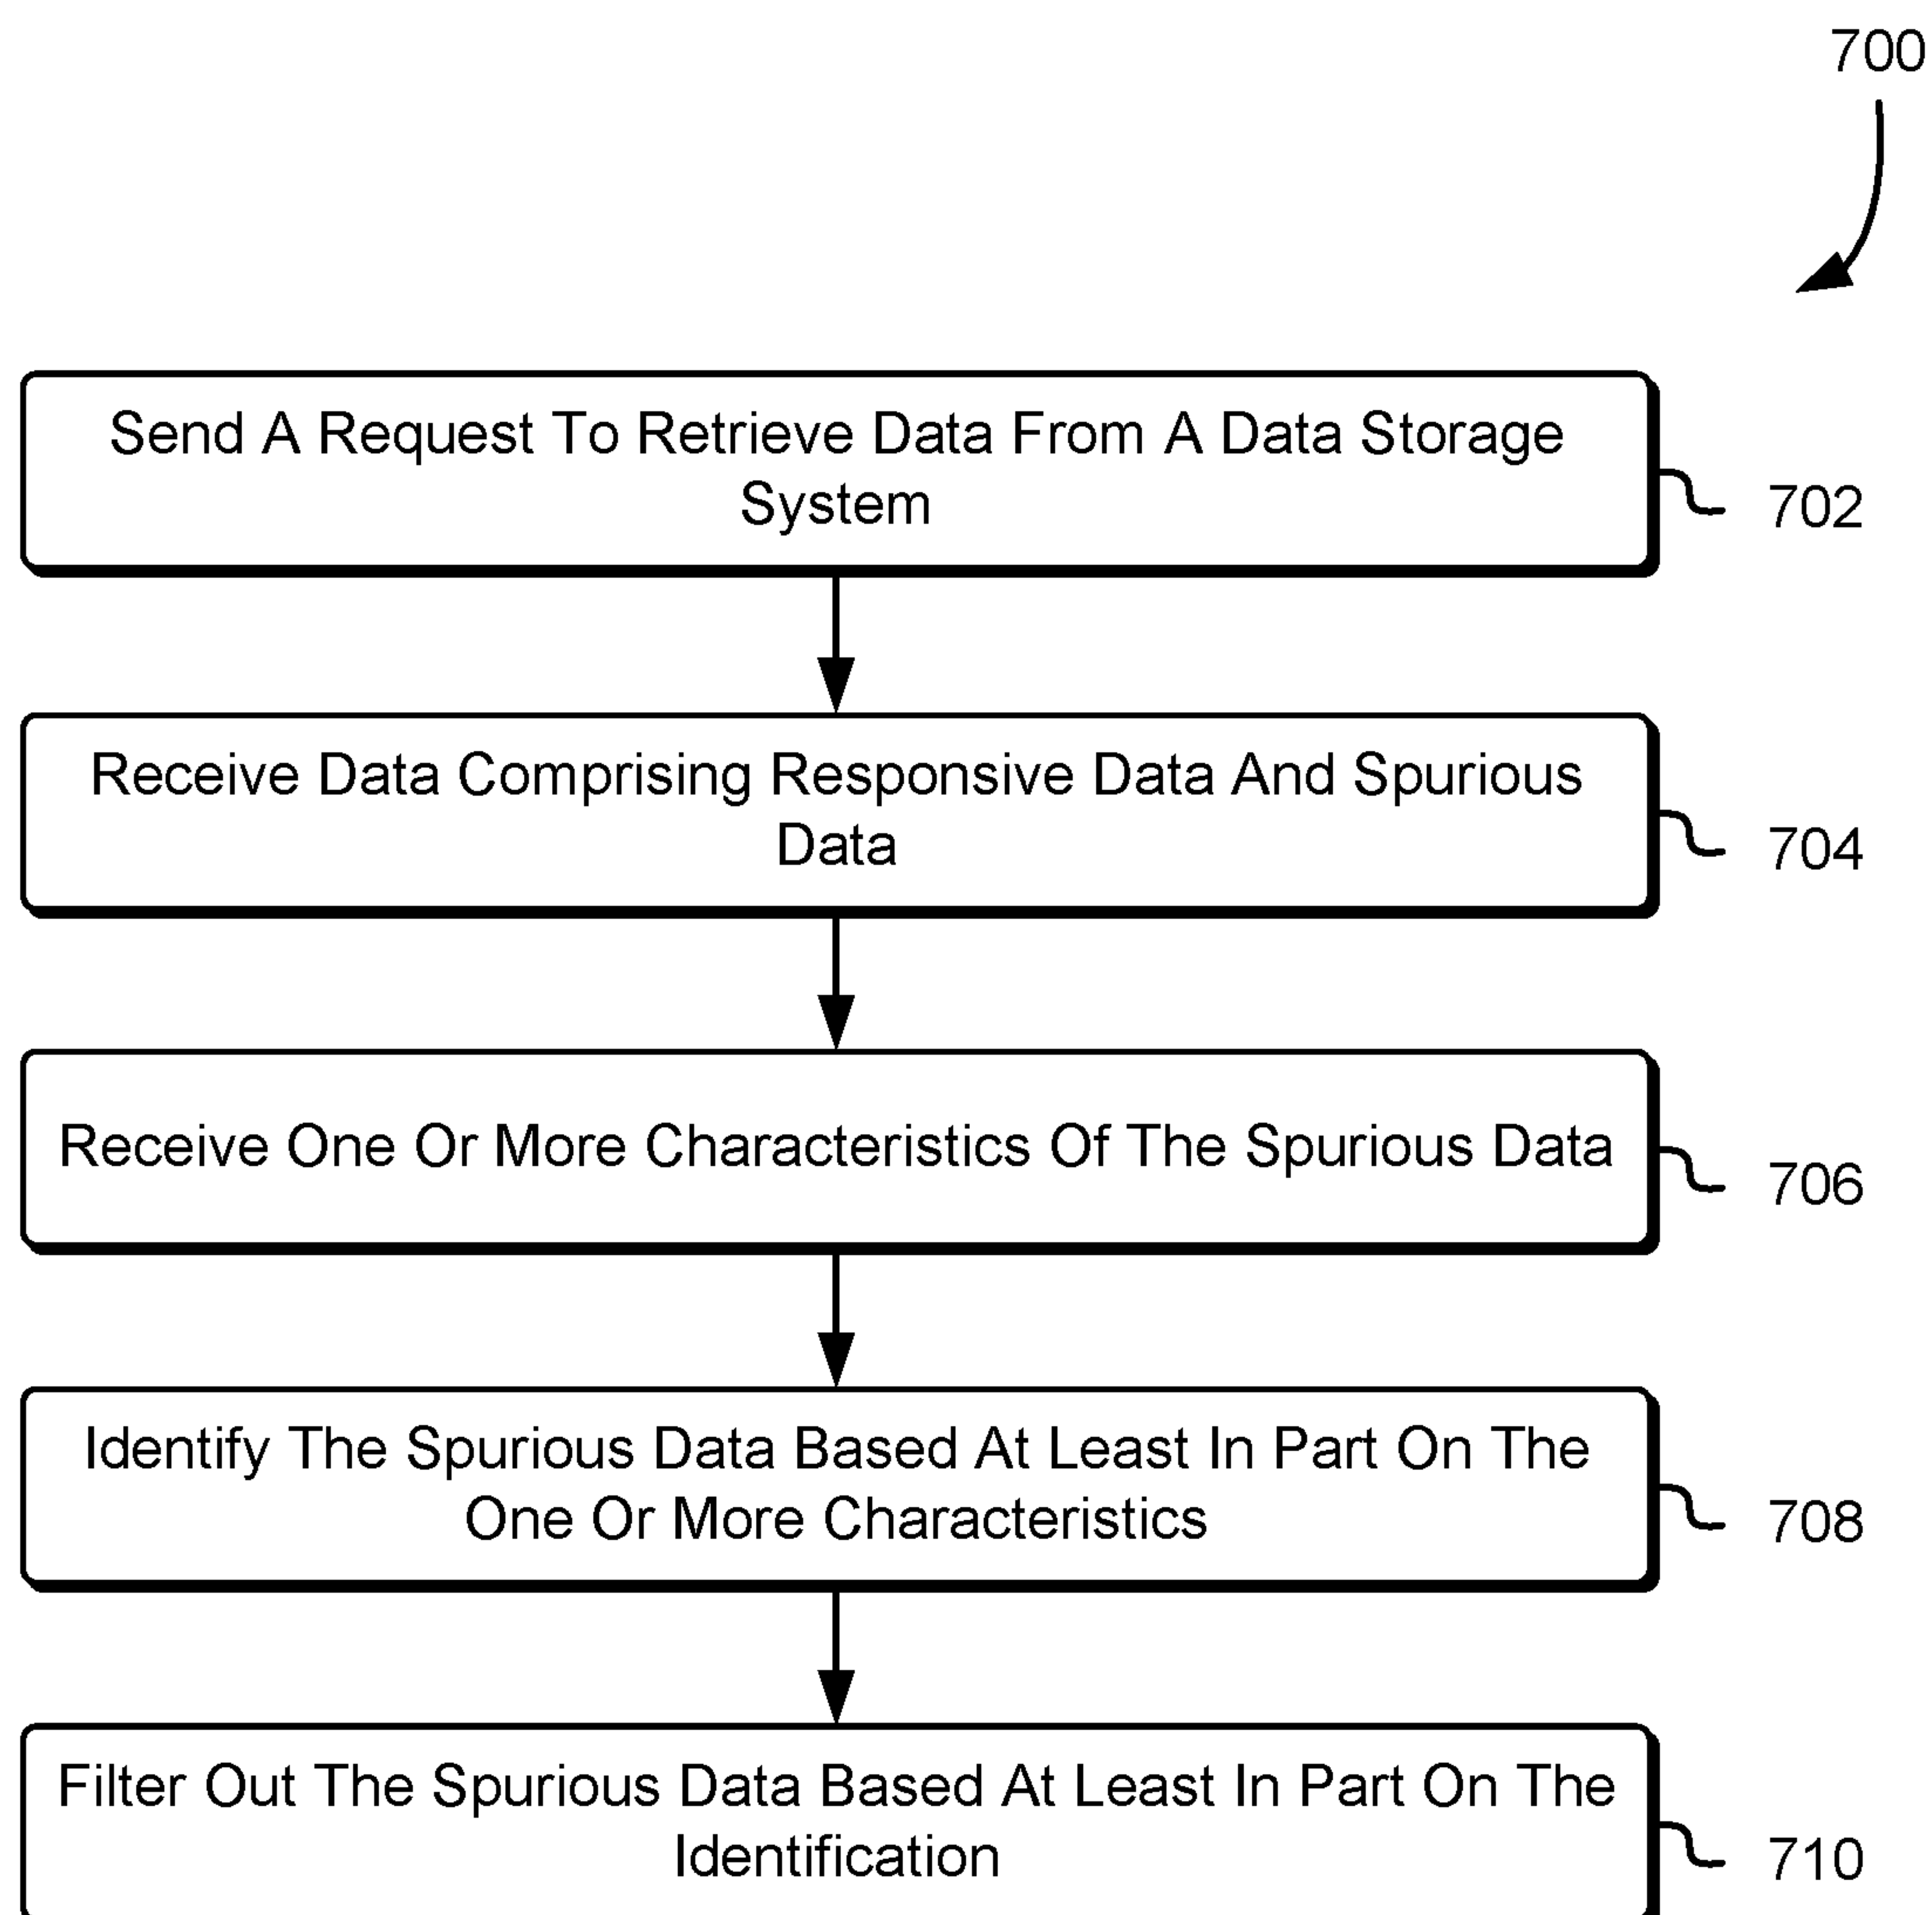 700
Send A Request To Retrieve Data From A Data Storage
System
702
Receive Data Comprising Responsive Data And Spurious
Data
704
Receive One Or More Characteristics Of The Spurious Data
706
Identify The Spurious Data Based At Least In Part On The
One Or More Characteristics
708
Filter Out The Spurious Data Based At Least In Part On The
Identification
710